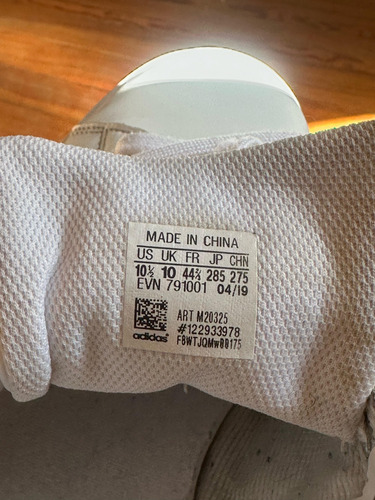 MADE IN CHINA
US UK FR JP CHN
10½ 10 44⅔ 285 275
EVN 791001 04/19
ART M20325
#122933978
adidas